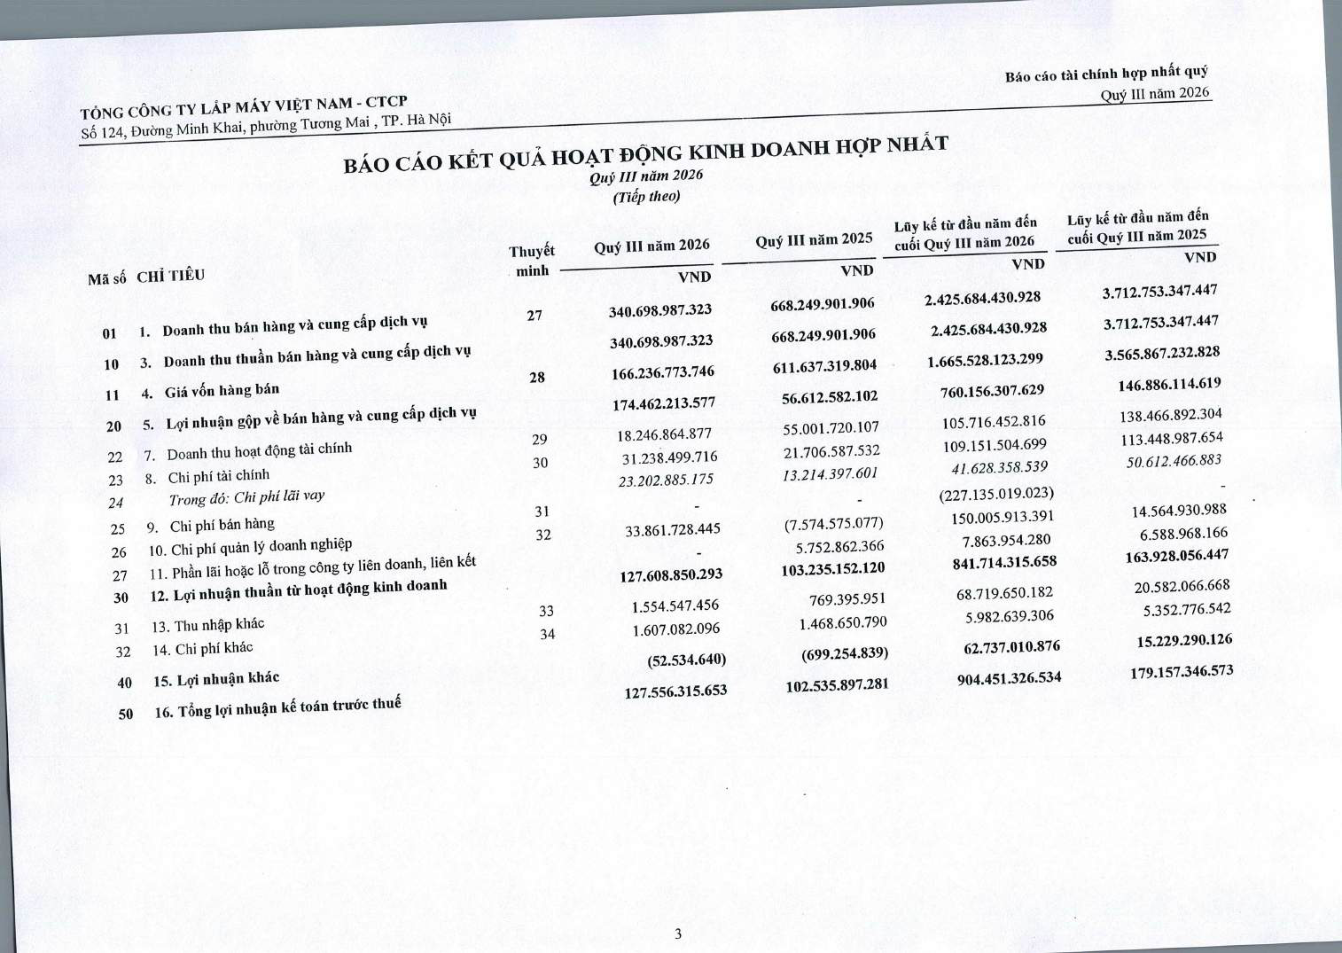 TỔNG CÔNG TY LẮP MÁY VIỆT NAM - CTCP
Số 124, Đường Minh Khai, phường Tương Mai , TP. Hà Nội
Báo cáo tài chính hợp nhất quý
Quý III năm 2026
BÁO CÁO KẾT QUẢ HOẠT ĐỘNG KINH DOANH HỢP NHẤT
Quý III năm 2026
(Tiếp theo)
Mã số CHỈ TIÊU Thuyết minh Quý III năm 2026 Quý III năm 2025 Lũy kế từ đầu năm đến cuối Quý III năm 2026 Lũy kế từ đầu năm đến cuối Quý III năm 2025
VND VND VND VND
01 1. Doanh thu bán hàng và cung cấp dịch vụ 27 340.698.987.323 668.249.901.906 2.425.684.430.928 3.712.753.347.447
10 3. Doanh thu thuần bán hàng và cung cấp dịch vụ 340.698.987.323 668.249.901.906 2.425.684.430.928 3.712.753.347.447
11 4. Giá vốn hàng bán 28 166.236.773.746 611.637.319.804 1.665.528.123.299 3.565.867.232.828
20 5. Lợi nhuận gộp về bán hàng và cung cấp dịch vụ 174.462.213.577 56.612.582.102 760.156.307.629 146.886.114.619
22 7. Doanh thu hoạt động tài chính 29 18.246.864.877 55.001.720.107 105.716.452.816 138.466.892.304
23 8. Chi phí tài chính 30 31.238.499.716 21.706.587.532 109.151.504.699 113.448.987.654
24 Trong đó: Chi phí lãi vay 23.202.885.175 13.214.397.601 41.628.358.539 50.612.466.883
25 9. Chi phí bán hàng 31 - - (227.135.019.023) -
26 10. Chi phí quản lý doanh nghiệp 32 33.861.728.445 (7.574.575.077) 150.005.913.391 14.564.930.988
27 11. Phần lãi hoặc lỗ trong công ty liên doanh, liên kết - 5.752.862.366 7.863.954.280 6.588.968.166
30 12. Lợi nhuận thuần từ hoạt động kinh doanh 127.608.850.293 103.235.152.120 841.714.315.658 163.928.056.447
31 13. Thu nhập khác 33 1.554.547.456 769.395.951 68.719.650.182 20.582.066.668
32 14. Chi phí khác 34 1.607.082.096 1.468.650.790 5.982.639.306 5.352.776.542
40 15. Lợi nhuận khác (52.534.640) (699.254.839) 62.737.010.876 15.229.290.126
50 16. Tổng lợi nhuận kế toán trước thuế 127.556.315.653 102.535.897.281 904.451.326.534 179.157.346.573
3